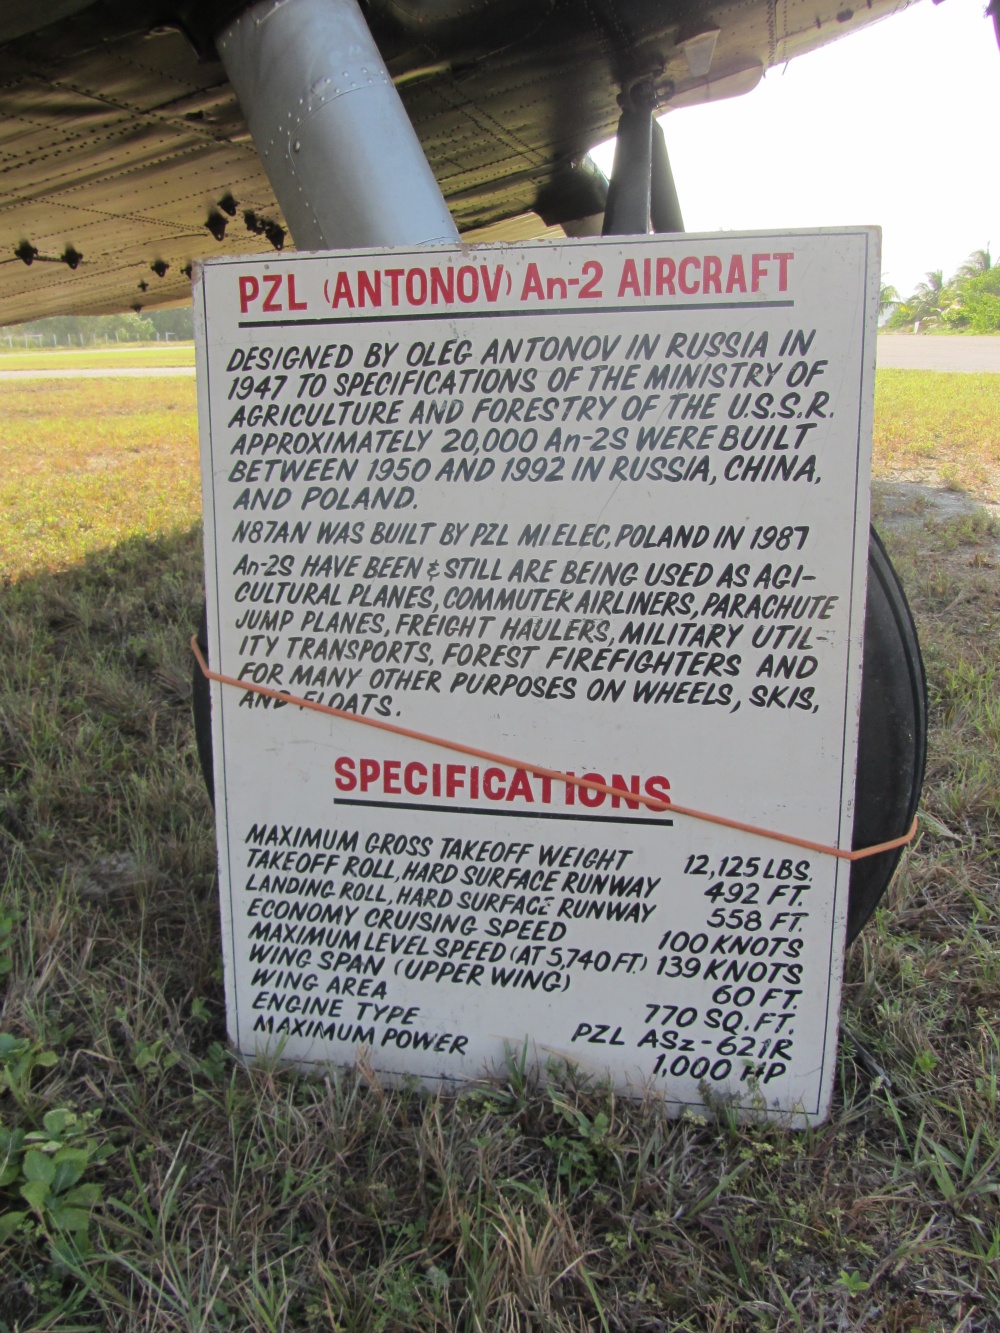 PZL (ANTONOV) An-2 AIRCRAFT
DESIGNED BY OLEG ANTONOV IN RUSSIA IN
1947 TO SPECIFICATIONS OF THE MINISTRY OF
AGRICULTURE AND FORESTRY OF THE U.S.S.R.
APPROXIMATELY 20,000 An-2S WERE BUILT
BETWEEN 1950 AND 1992 IN RUSSIA, CHINA,
AND POLAND.
N87AN WAS BUILT BY PZL MIELEC, POLAND IN 1987
An-2S HAVE BEEN & STILL ARE BEING USED AS AGI-
CULTURAL PLANES, COMMUTER AIRLINERS, PARACHUTE
JUMP PLANES, FREIGHT HAULERS, MILITARY UTIL-
ITY TRANSPORTS, FOREST FIREFIGHTERS AND
FOR MANY OTHER PURPOSES ON WHEELS, SKIS,
AND FLOATS.
SPECIFICATIONS
MAXIMUM GROSS TAKEOFF WEIGHT 12,125 LBS.
TAKEOFF ROLL, HARD SURFACE RUNWAY 492 FT.
LANDING ROLL, HARD SURFACE RUNWAY 558 FT.
ECONOMY CRUISING SPEED 100 KNOTS
MAXIMUM LEVEL SPEED (AT 5,740 FT.) 139 KNOTS
WING SPAN (UPPER WING) 60 FT.
WING AREA 770 SQ. FT.
ENGINE TYPE PZL ASz-621R
MAXIMUM POWER 1,000 HP